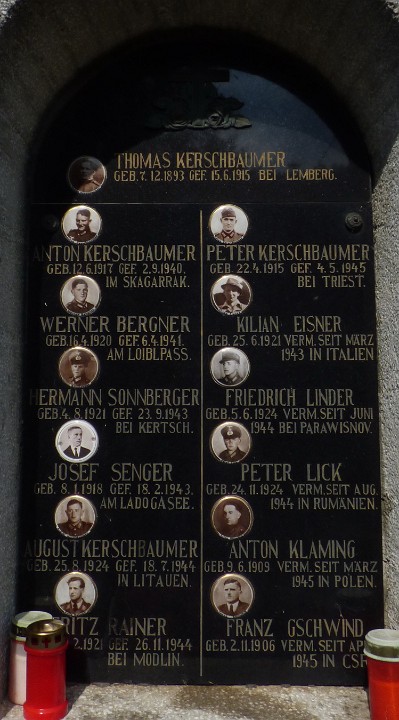 THOMAS KERSCHBAUMER
GEB. 7.12.1893 GEF. 15.6.1915 BEI LEMBERG.
ANTON KERSCHBAUMER
GEB. 12.6.1917 GEF. 2.9.1940.
IM SKAGARRAK.
WERNER BERGNER
GEB. 16.4.1920 GEF. 6.4.1941.
AM LOIBLPASS.
HERMANN SONNBERGER
GEB. 4.8.1921 GEF. 23.9.1943
BEI KERTSCH.
JOSEF SENGER
GEB. 8.1.1918 GEF. 18.2.1943.
AM LADOGASEE.
AUGUST KERSCHBAUMER
GEB. 25.8.1924 GEF. 18.7.1944
IN LITAUEN.
FRITZ RAINER
GEF. 26.11.1944
BEI MODLIN.
PETER KERSCHBAUMER
GEB. 22.4.1915 GEF. 4.5.1945
BEI TRIEST.
KILIAN EISNER
GEB. 25.6.1921 VERM. SEIT MÄRZ
1943 IN ITALIEN
FRIEDRICH LINDER
GEB. 5.6.1924 VERM. SEIT JUNI
1944 BEI PARAWISNOV.
PETER LICK
GEB. 24.11.1924 VERM. SEIT AUG.
1944 IN RUMÄNIEN.
ANTON KLAMING
GEB. 9.6.1909 VERM. SEIT MÄRZ
1945 IN POLEN.
FRANZ GSCHWIND
GEB. 2.11.1906 VERM. SEIT
1945 IN